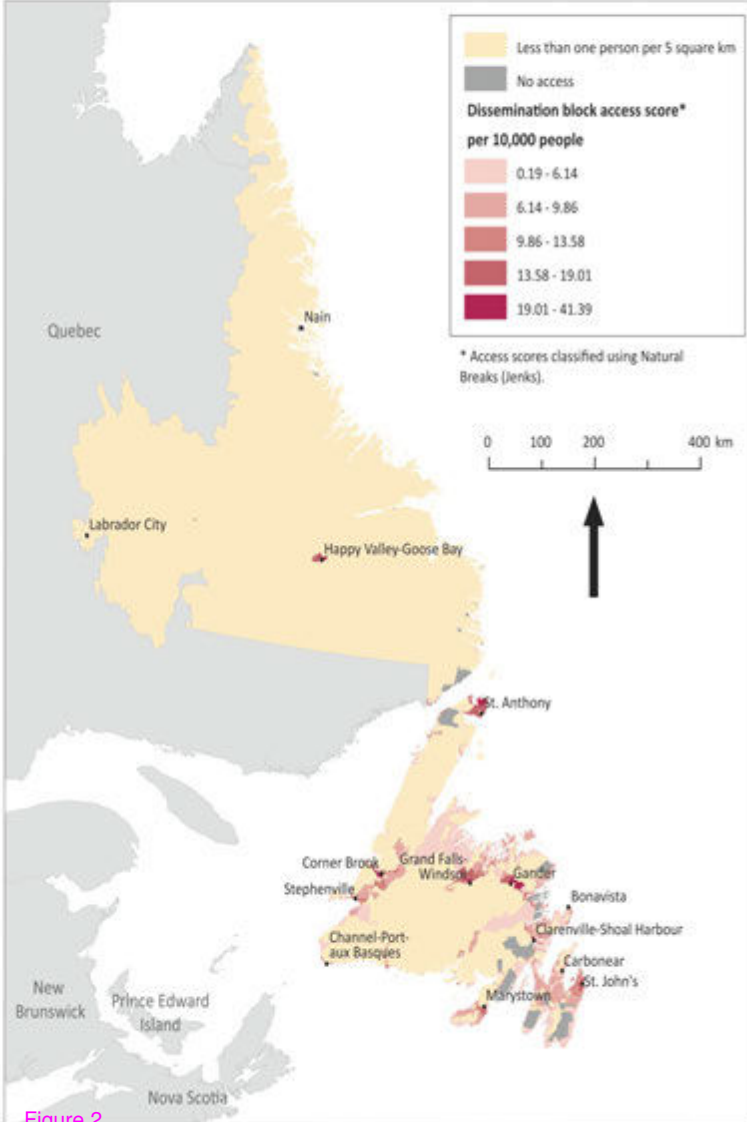 Less than one person per 5 square km
No access
Dissemination block access score*
per 10,000 people
0.19 - 6.14
6.14 - 9.86
9.86 - 13.58
13.58 - 19.01
19.01 - 41.39
* Access scores classified using Natural
Breaks (Jenks).
0 100 200 400 km
Nain
Quebec
Labrador City
Happy Valley-Goose Bay
St. Anthony
Corner Brook
Grand Falls-
Windsor
Gander
Stephenville
Bonavista
Channel-Port-
aux Basques
Clarenville-Shoal Harbour
Carbonear
St. John's
Marystown
New
Brunswick
Prince Edward
Island
Nova Scotia
Figure 2